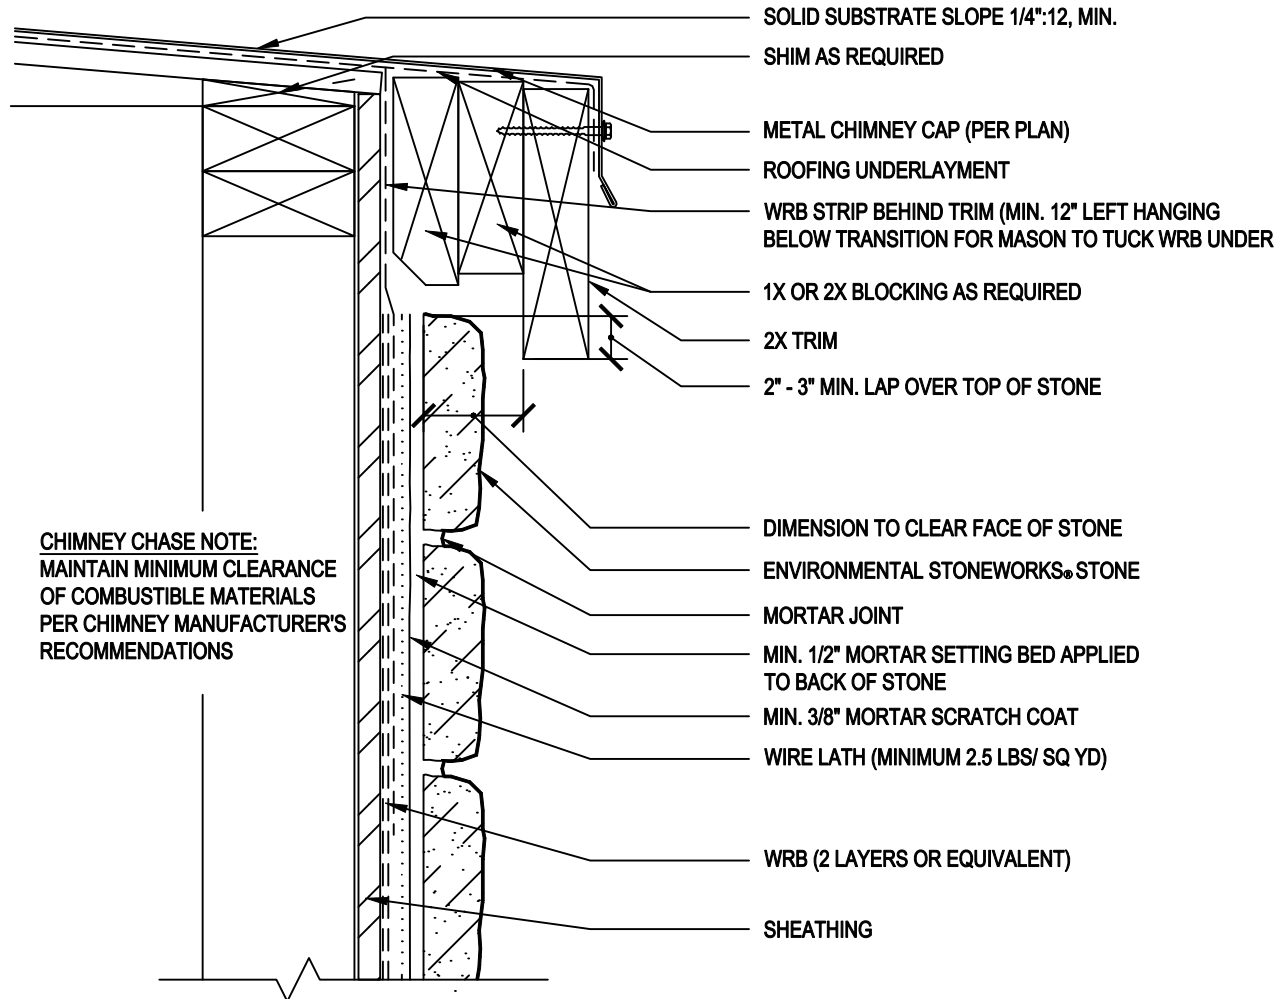 SOLID SUBSTRATE SLOPE 1/4":12, MIN.
SHIM AS REQUIRED
METAL CHIMNEY CAP (PER PLAN)
ROOFING UNDERLAYMENT
WRB STRIP BEHIND TRIM (MIN. 12" LEFT HANGING
BELOW TRANSITION FOR MASON TO TUCK WRB UNDER
1X OR 2X BLOCKING AS REQUIRED
2X TRIM
2" - 3" MIN. LAP OVER TOP OF STONE
DIMENSION TO CLEAR FACE OF STONE
ENVIRONMENTAL STONEWORKS® STONE
MORTAR JOINT
MIN. 1/2" MORTAR SETTING BED APPLIED
TO BACK OF STONE
MIN. 3/8" MORTAR SCRATCH COAT
WIRE LATH (MINIMUM 2.5 LBS/ SQ YD)
WRB (2 LAYERS OR EQUIVALENT)
SHEATHING
CHIMNEY CHASE NOTE:
MAINTAIN MINIMUM CLEARANCE
OF COMBUSTIBLE MATERIALS
PER CHIMNEY MANUFACTURER'S
RECOMMENDATIONS